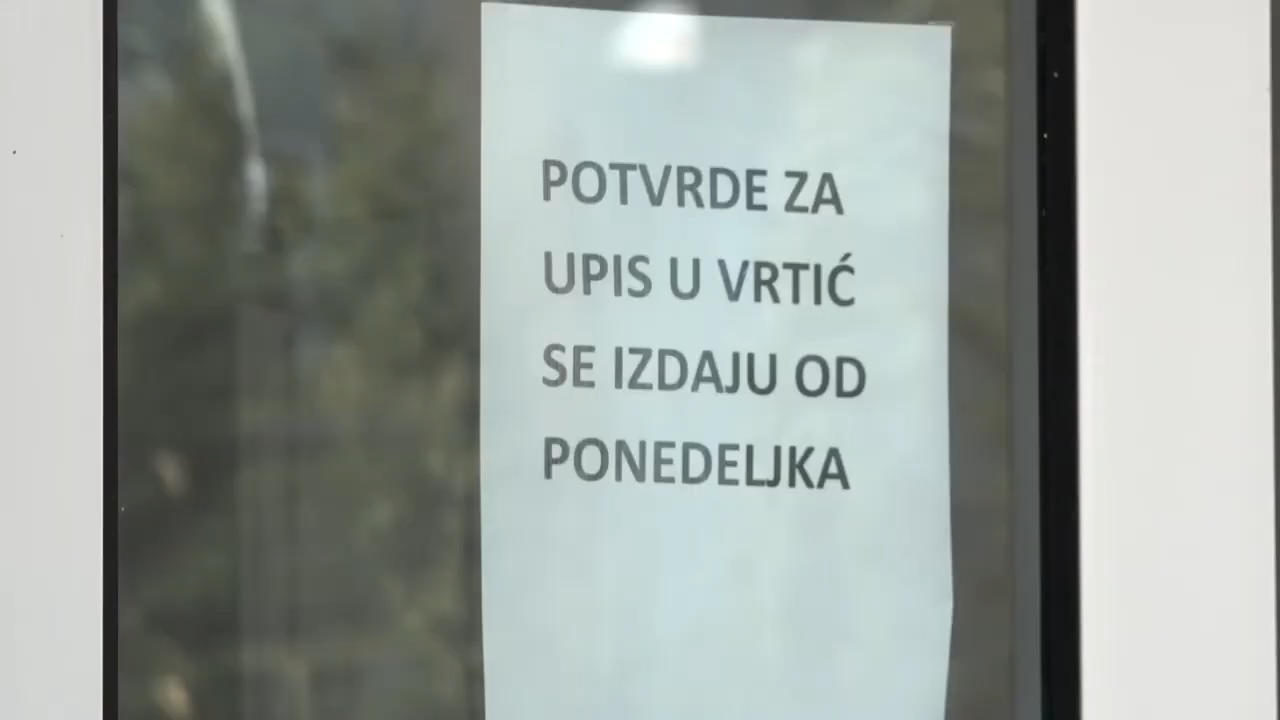 POTVRDE ZA
UPIS U VRTIĆ
SE IZDAJU OD
PONEDELJKA